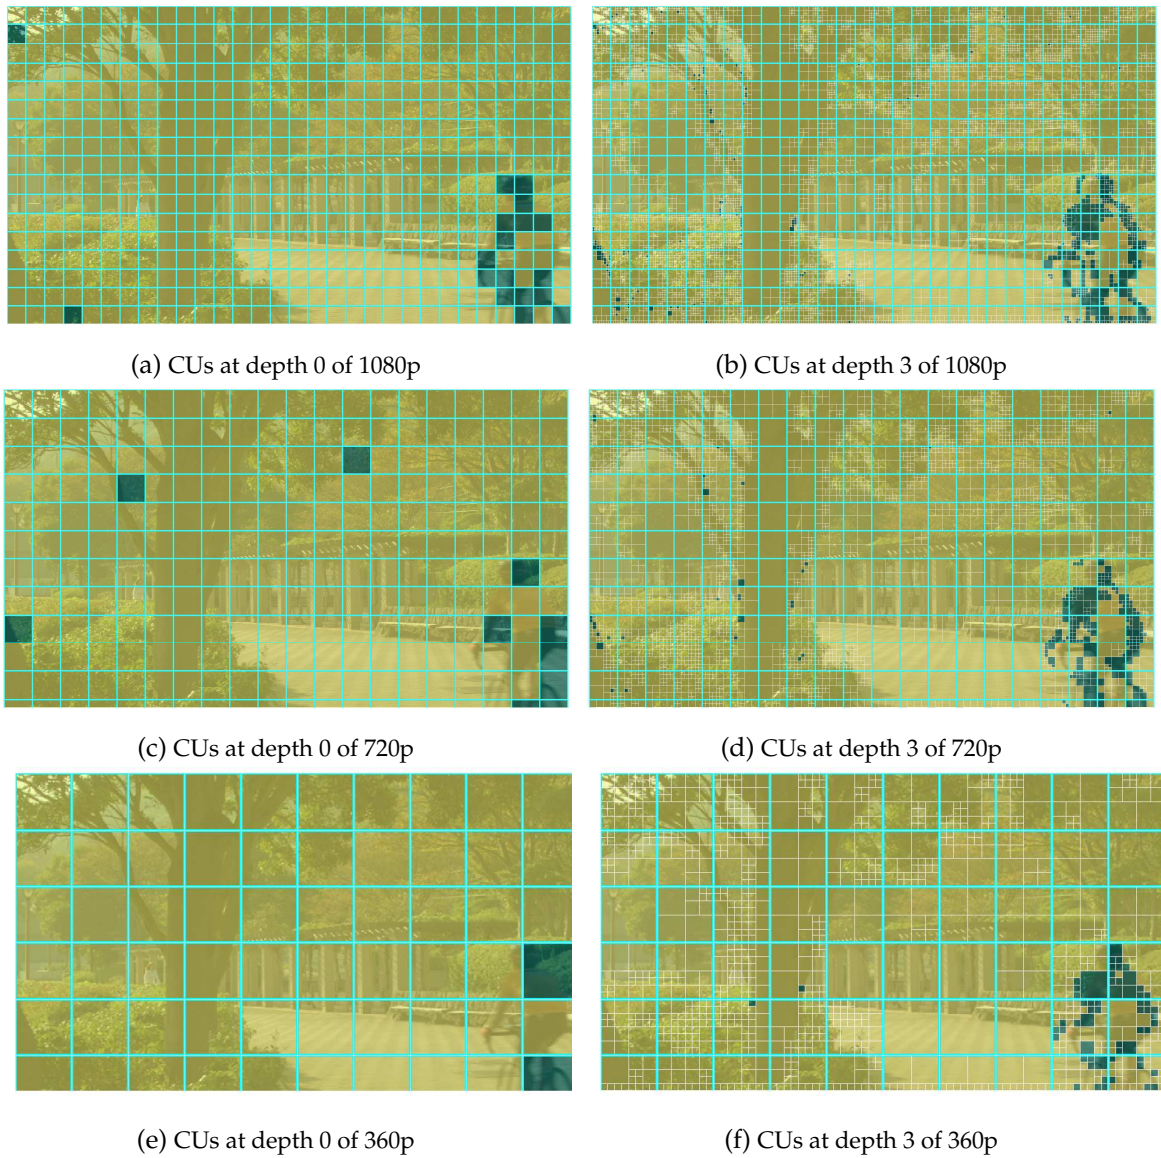 (a) CUs at depth 0 of 1080p
(b) CUs at depth 3 of 1080p
(c) CUs at depth 0 of 720p
(d) CUs at depth 3 of 720p
(e) CUs at depth 0 of 360p
(f) CUs at depth 3 of 360p